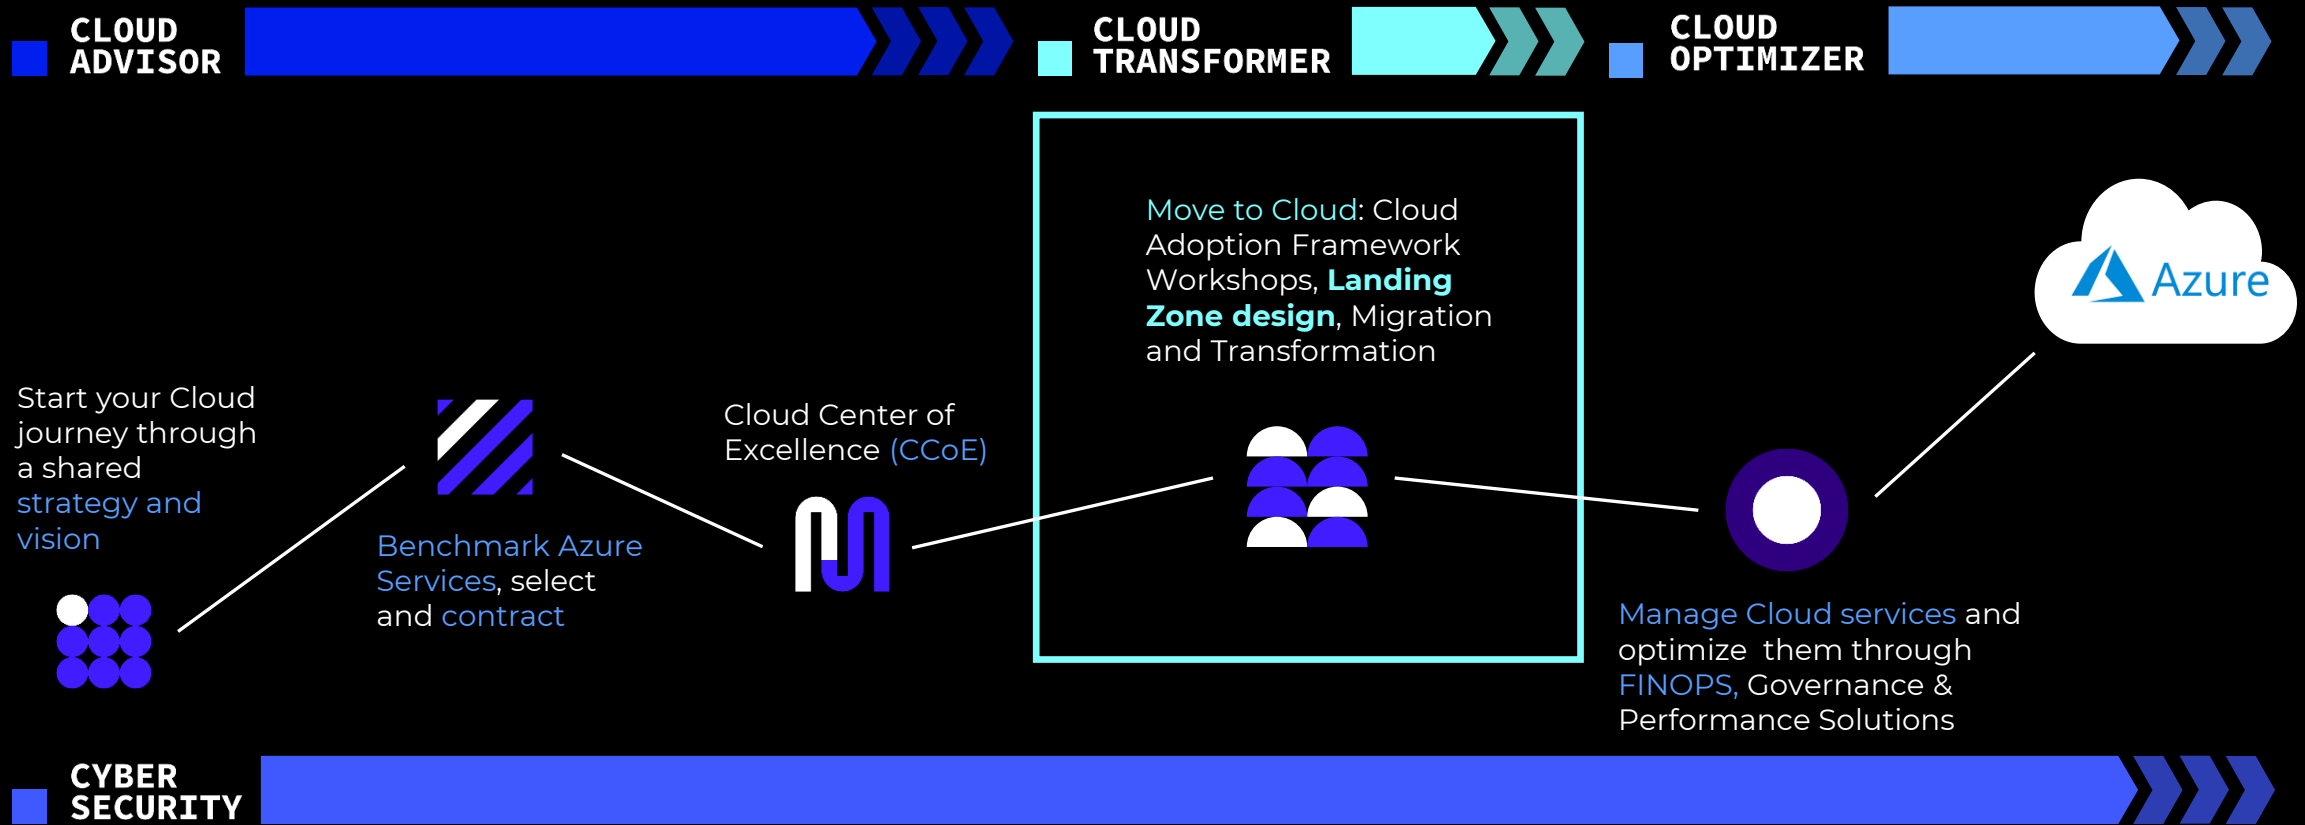 CLOUD
ADVISOR
CLOUD
TRANSFORMER
CLOUD
OPTIMIZER
Start your Cloud
journey through
a shared
strategy and
vision
Benchmark Azure
Services, select
and contract
Cloud Center of
Excellence (CCoE)
Move to Cloud: Cloud
Adoption Framework
Workshops, Landing
Zone design, Migration
and Transformation
Manage Cloud services and
optimize  them through
FINOPS, Governance &
Performance Solutions
Azure
CYBER
SECURITY